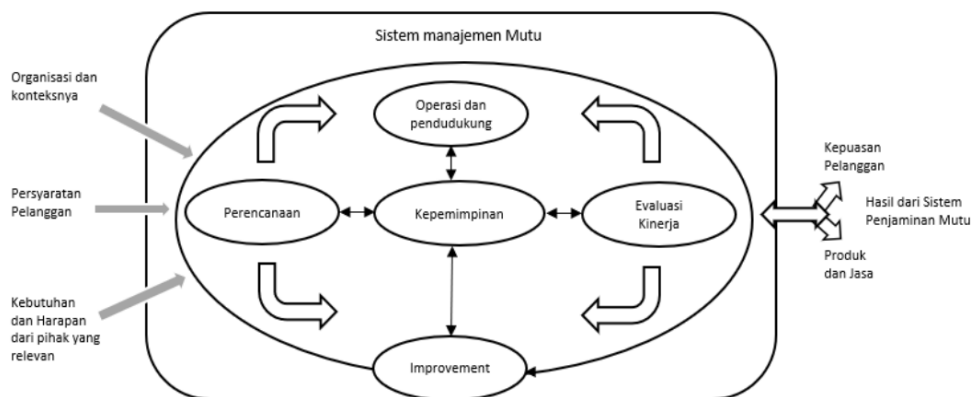 Sistem manajemen Mutu
Organisasi dan
konteksnya
Persyaratan
Pelanggan
Kebutuhan
dan Harapan
dari pihak yang
relevan
Operasi dan
pendudukung
Perencanaan
Kepemimpinan
Evaluasi
Kinerja
Improvement
Kepuasan
Pelanggan
Hasil dari Sistem
Penjaminan Mutu
Produk
dan Jasa